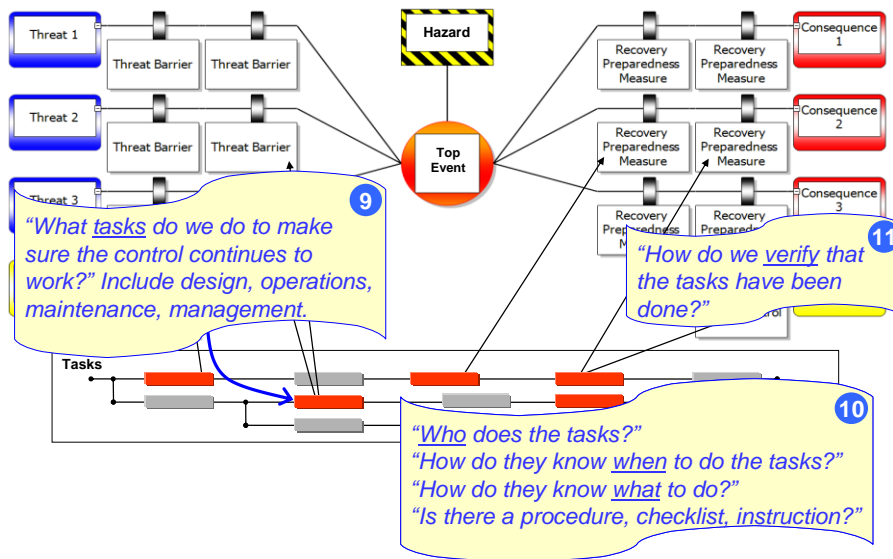 Threat 1
Threat Barrier
Threat Barrier
Hazard
Recovery
Preparedness
Measure
Recovery
Preparedness
Measure
Consequence
1
Threat 2
Threat Barrier
Threat Barrier
Top
Event
Recovery
Preparedness
Measure
Recovery
Preparedness
Measure
Consequence
2
Threat 3
Recovery
Recovery
Consequence
3
9
“What tasks do we do to make
sure the control continues to
work?” Include design, operations,
maintenance, management.
11
“How do we verify that
the tasks have been
done?”
Tasks
10
“Who does the tasks?”
“How do they know when to do the tasks?”
“How do they know what to do?”
“Is there a procedure, checklist, instruction?”